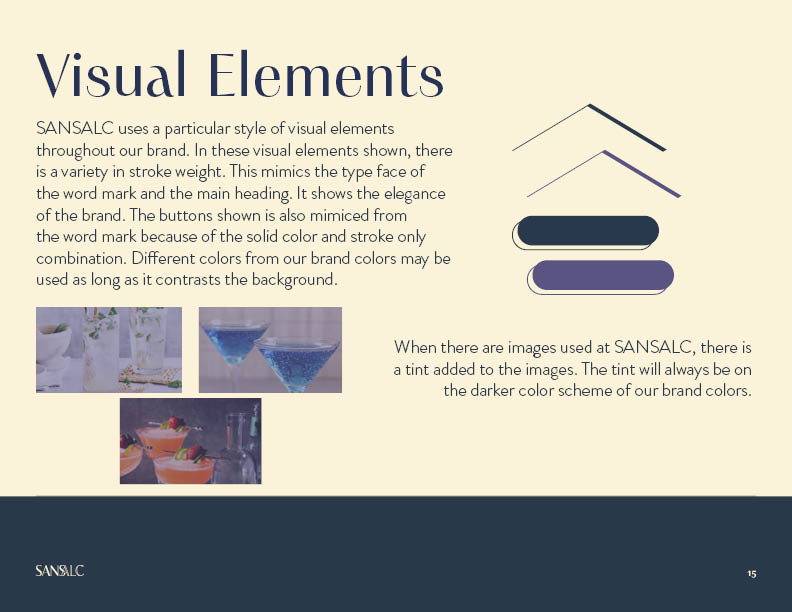 Visual Elements
SANSALC uses a particular style of visual elements
throughout our brand. In these visual elements shown, there
is a variety in stroke weight. This mimics the type face of
the word mark and the main heading. It shows the elegance
of the brand. The buttons shown is also mimiced from
the word mark because of the solid color and stroke only
combination. Different colors from our brand colors may be
used as long as it contrasts the background.
When there are images used at SANSALC, there is
a tint added to the images. The tint will always be on
the darker color scheme of our brand colors.
SANSALC
15